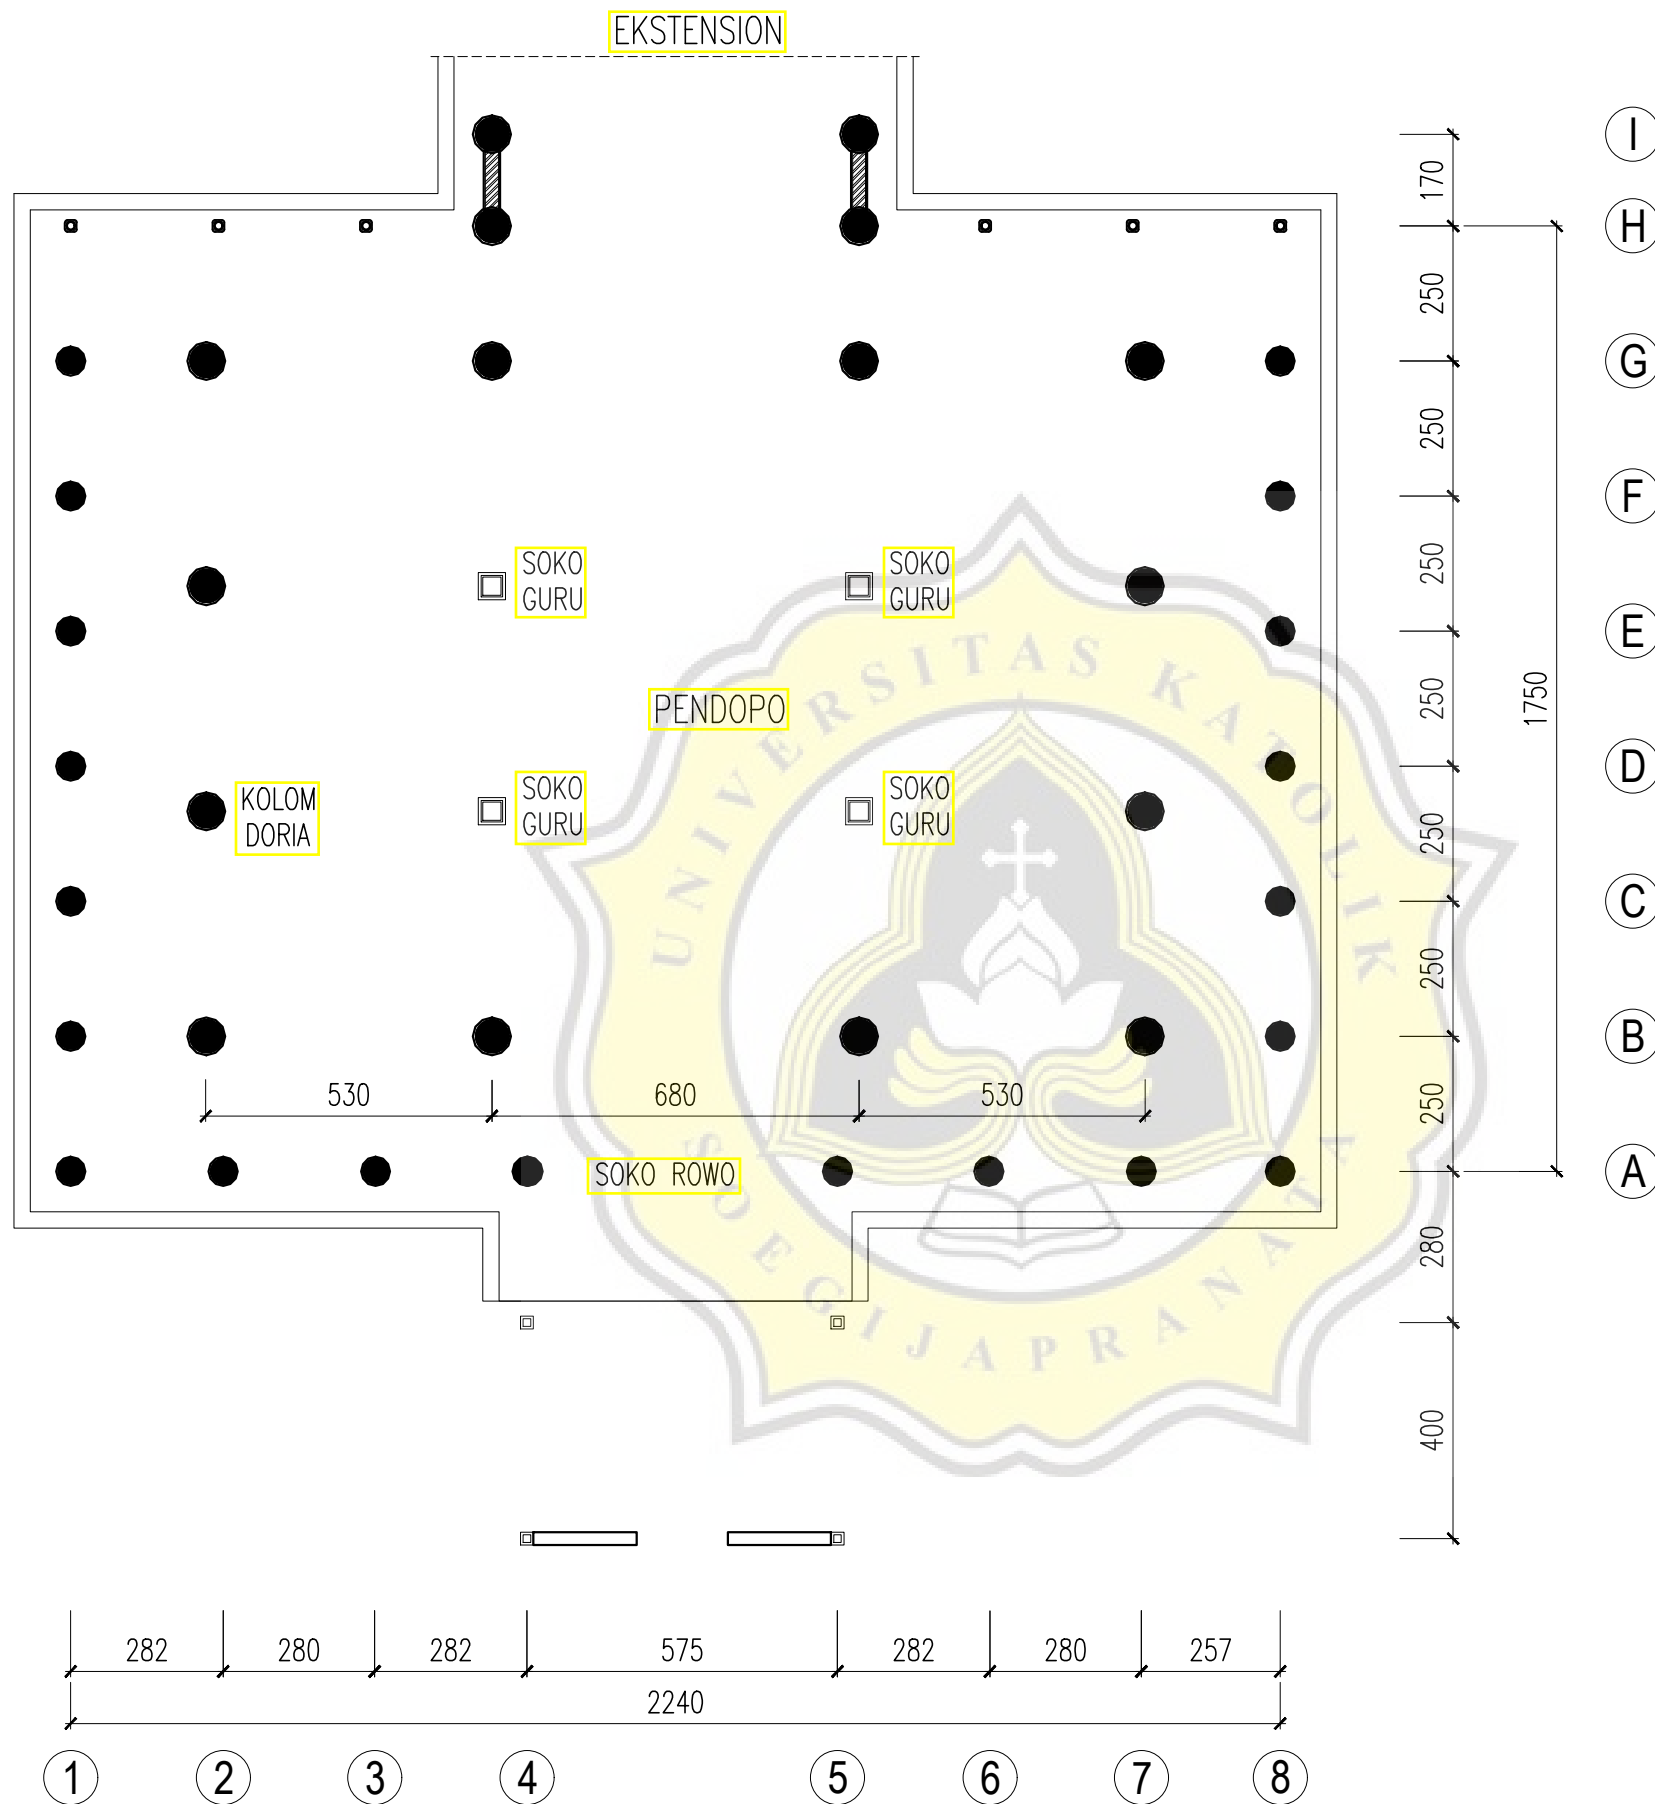 EKSTENSION
I
170
H
250
G
250
F
250
SOKO
GURU
SOKO
GURU
E
UNIVERSITAS KATOLIK
250
1750
PENDOPO
D
SOKO
GURU
SOKO
GURU
KOLOM
DORIA
250
C
250
B
530
680
530
250
SOKO ROWO
A
SOEGIJAPRANATA
280
400
282
280
282
575
282
280
257
2240
1
2
3
4
5
6
7
8